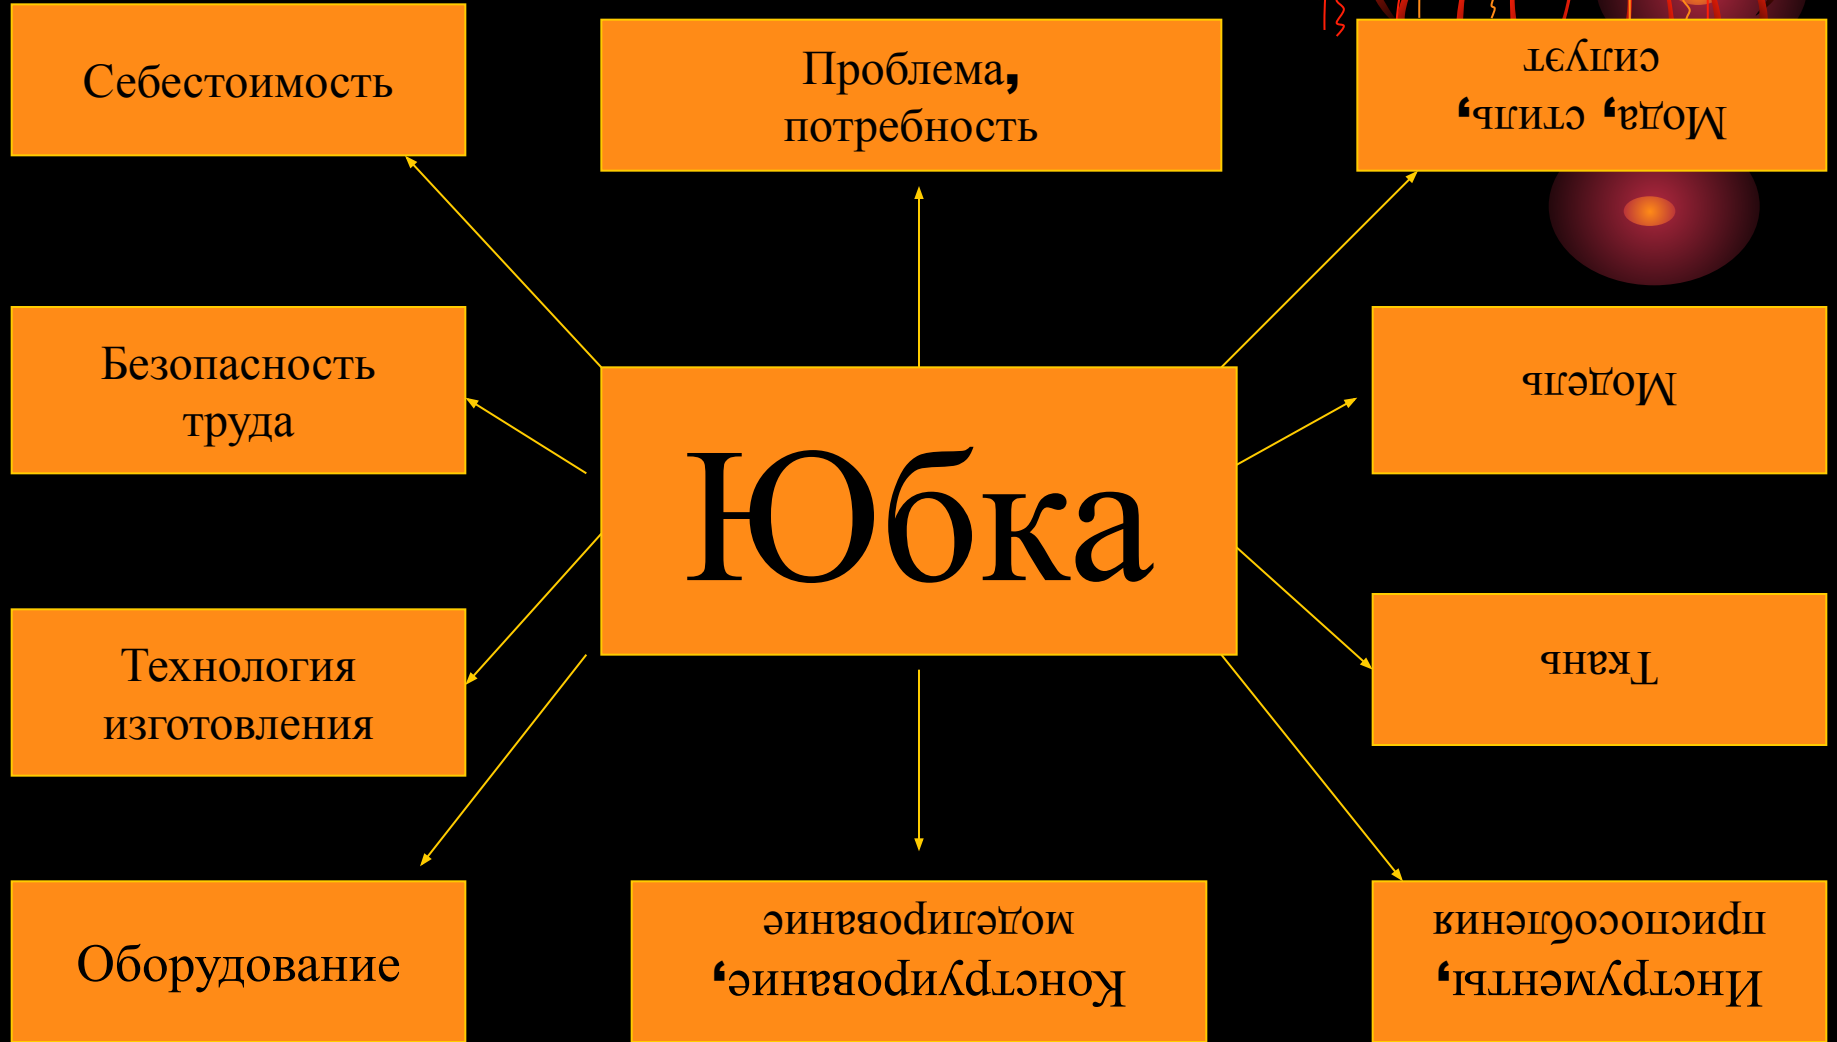 Себестоимость
Проблема,
потребность
Мода, стиль,
силуэт
Безопасность
труда
Модель
Юбка
Технология
изготовления
Ткань
Оборудование
Конструирование,
моделирование
Инструменты,
приспособления